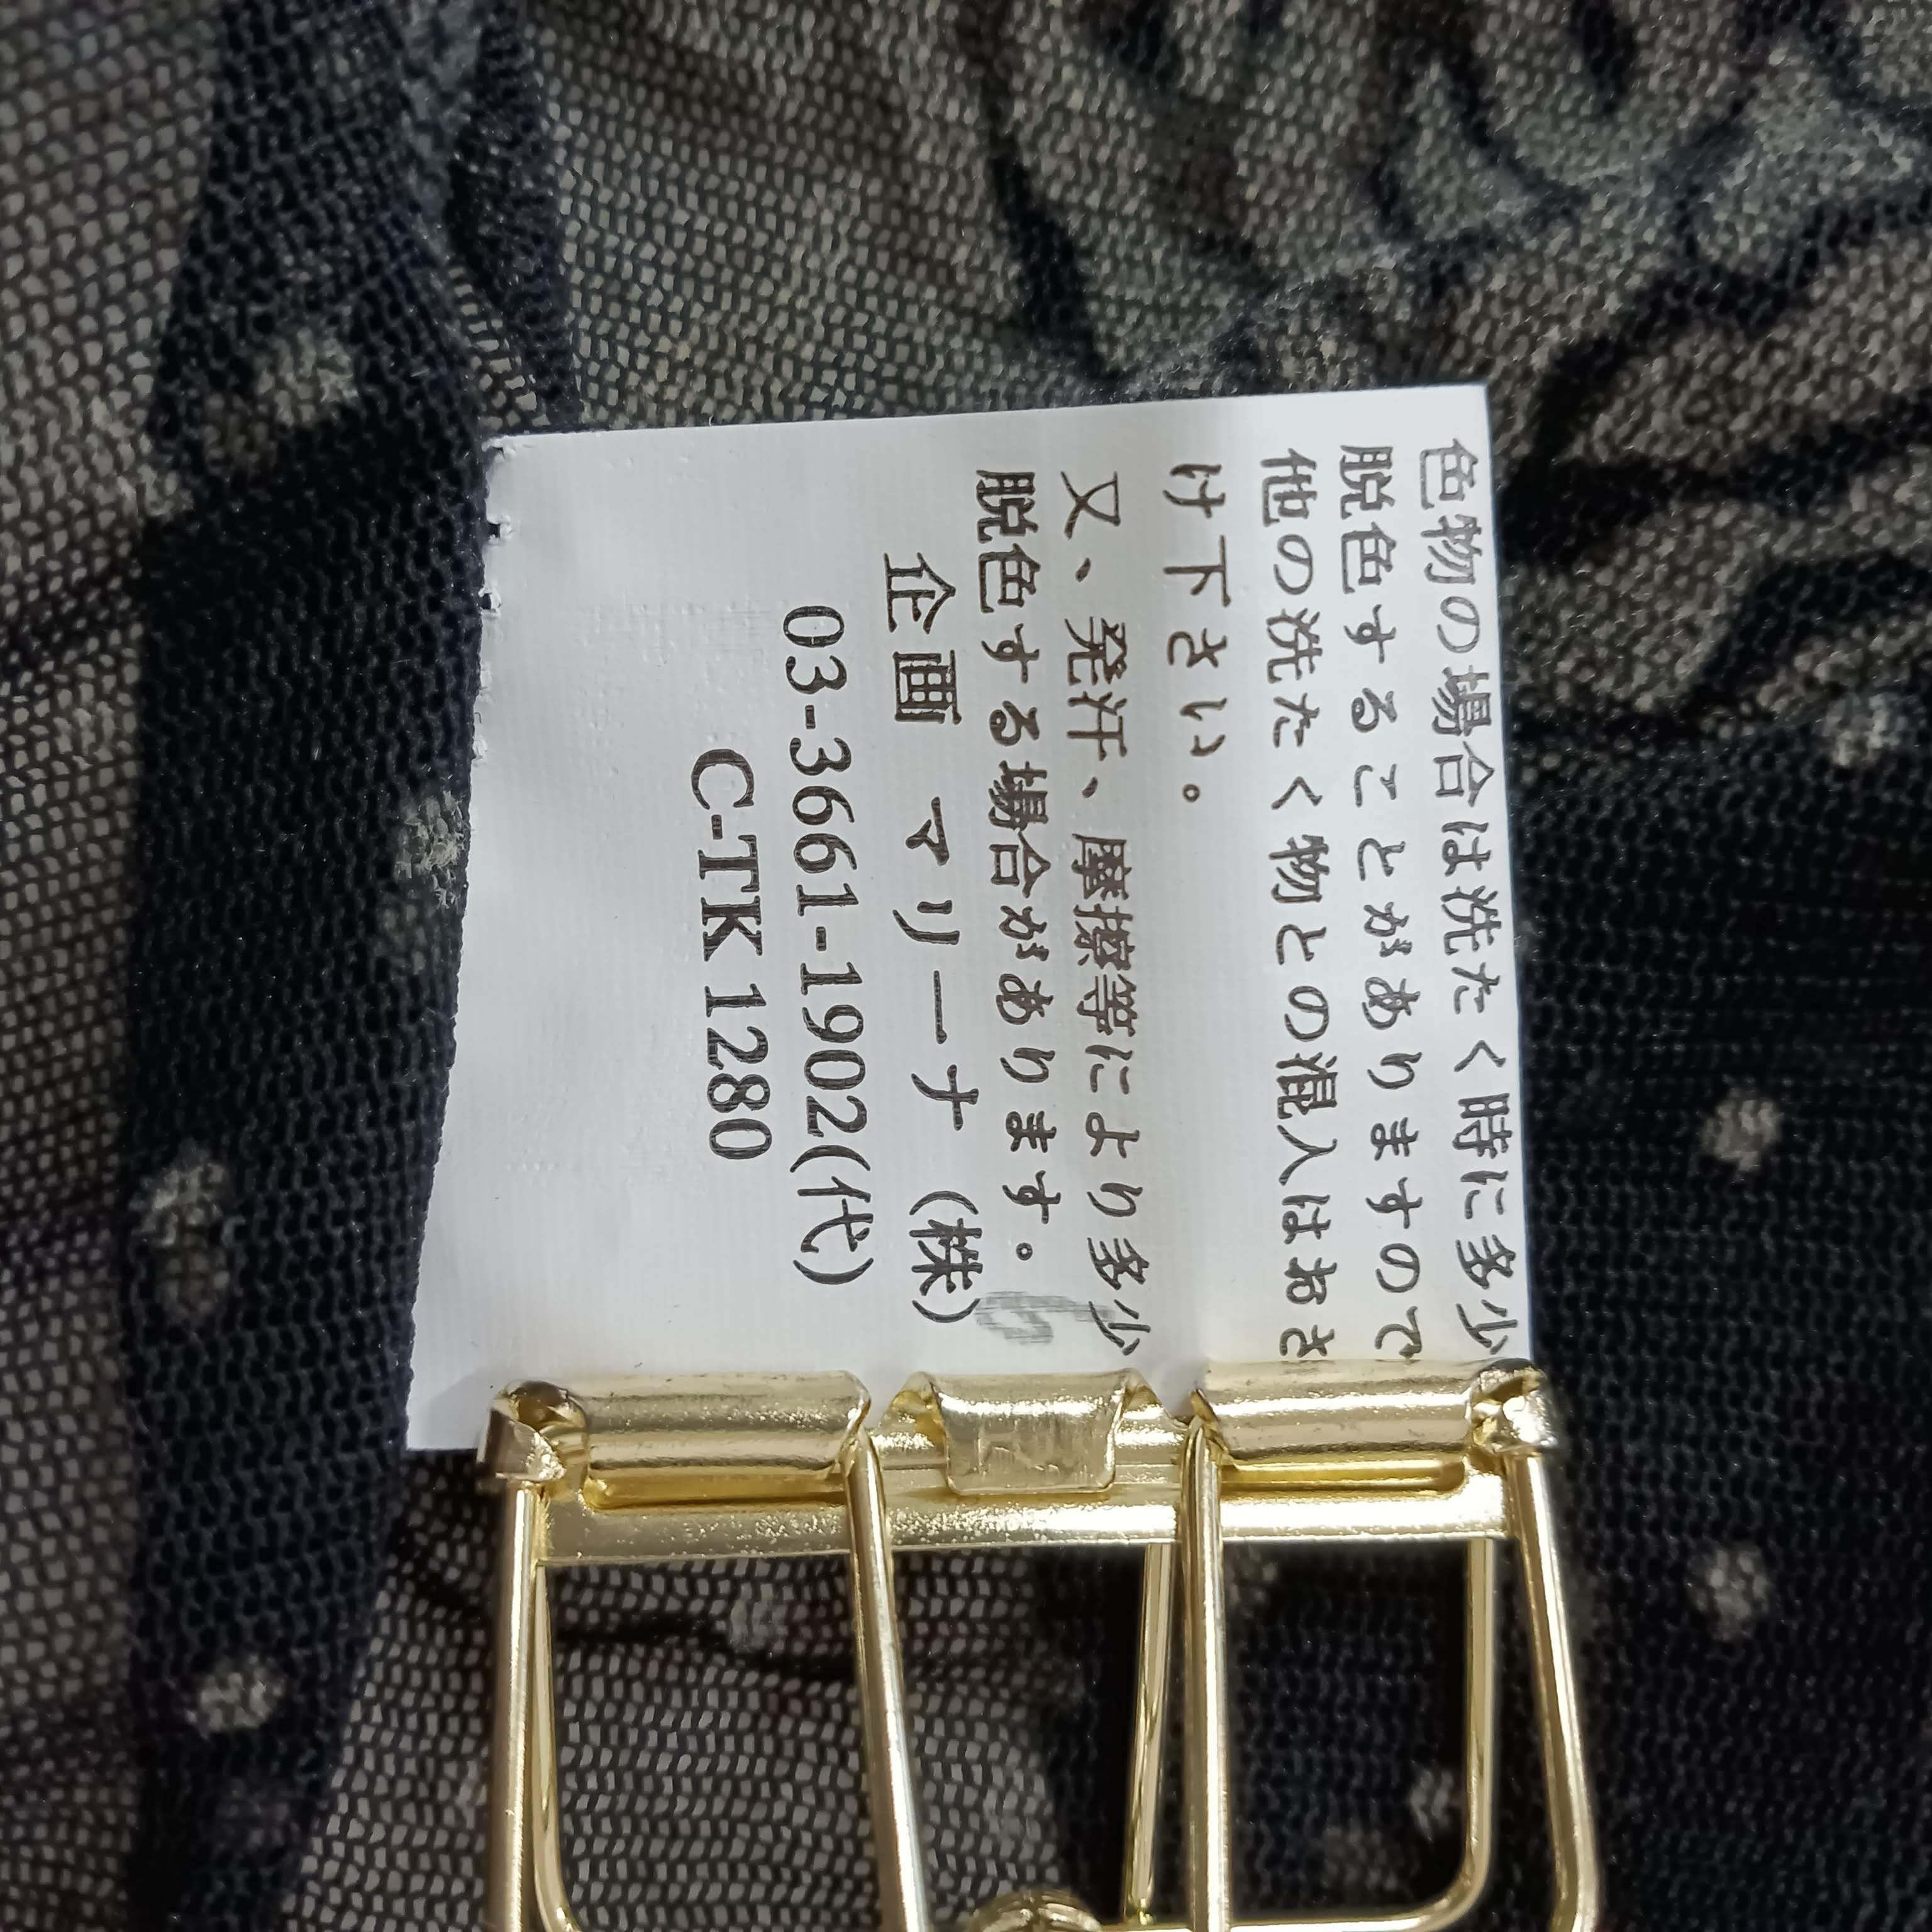 色物の場合は洗たく時に多少
脱色することがありますので
他の洗たく物との混入はおさ
け下さい。
又、発汗、摩擦等により多少
脱色する場合があります。
企画 マリーナ (株)
03-3661-1902(代)
C-TK 1280